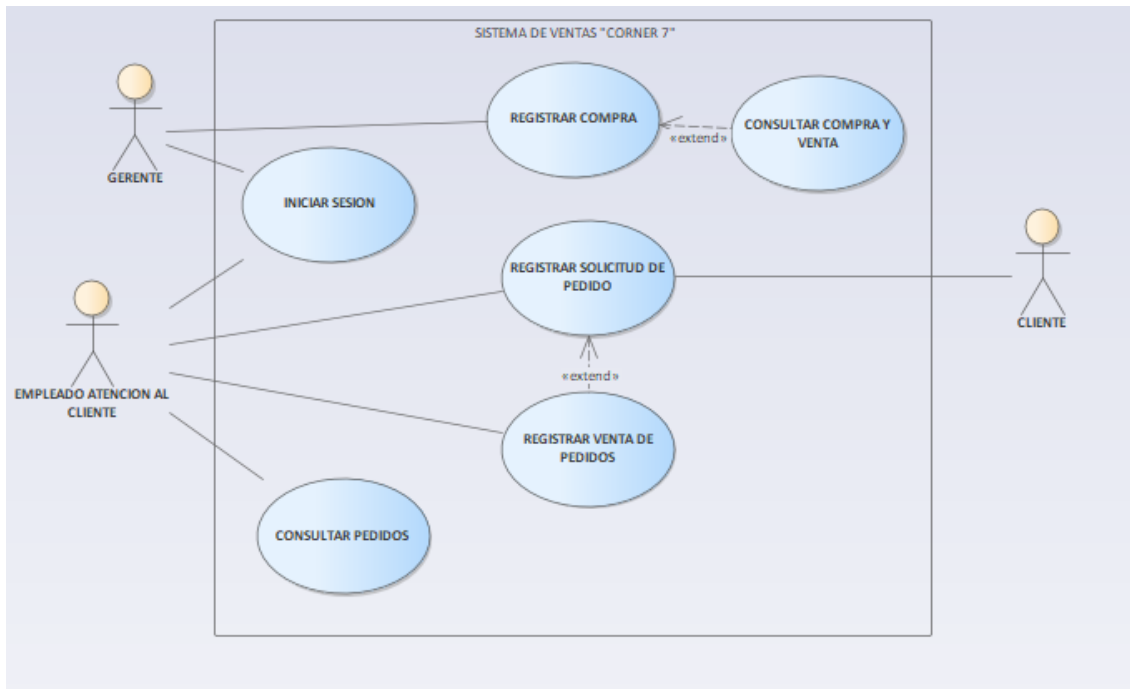 SISTEMA DE VENTAS "CORNER 7"
REGISTRAR COMPRA
CONSULTAR COMPRA Y
VENTA
«extend»
GERENTE
INICIAR SESION
REGISTRAR SOLICITUD DE
PEDIDO
CLIENTE
«extend»
EMPLEADO ATENCION AL
CLIENTE
REGISTRAR VENTA DE
PEDIDOS
CONSULTAR PEDIDOS